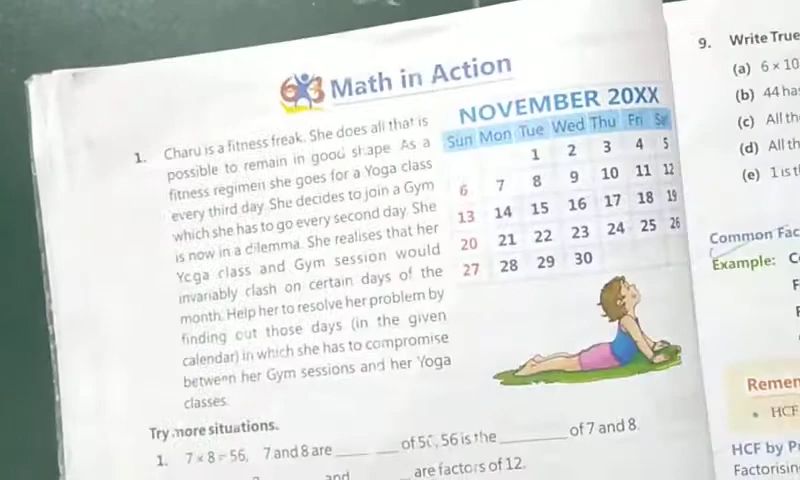 Math in Action
1. Charu is a fitness freak. She does all that is
possible to remain in good shape. As a
fitness regimen she goes for a Yoga class
every third day. She decides to join a Gym
which she has to go every second day. She
is now in a dilemma. She realises that her
Yoga class and Gym session would
invariably clash on certain days of the
month. Help her to resolve her problem by
finding out those days (in the given
calendar) in which she has to compromise
between her Gym sessions and her Yoga
classes.
NOVEMBER 20XX
Sun Mon Tue Wed Thu Fri Sat
1 2 3 4 5
6 7 8 9 10 11 12
13 14 15 16 17 18 19
20 21 22 23 24 25 26
27 28 29 30
Try more situations.
1. 7 × 8 = 56, 7 and 8 are ______ of 56, 56 is the ______ of 7 and 8.
and ______ are factors of 12.
9. Write True
(a) 6 × 10
(b) 44 has
(c) All th
(d) All th
(e) 1 is th
Common Fac
Example:
Remem
• HCF
HCF by Pr
Factorisin